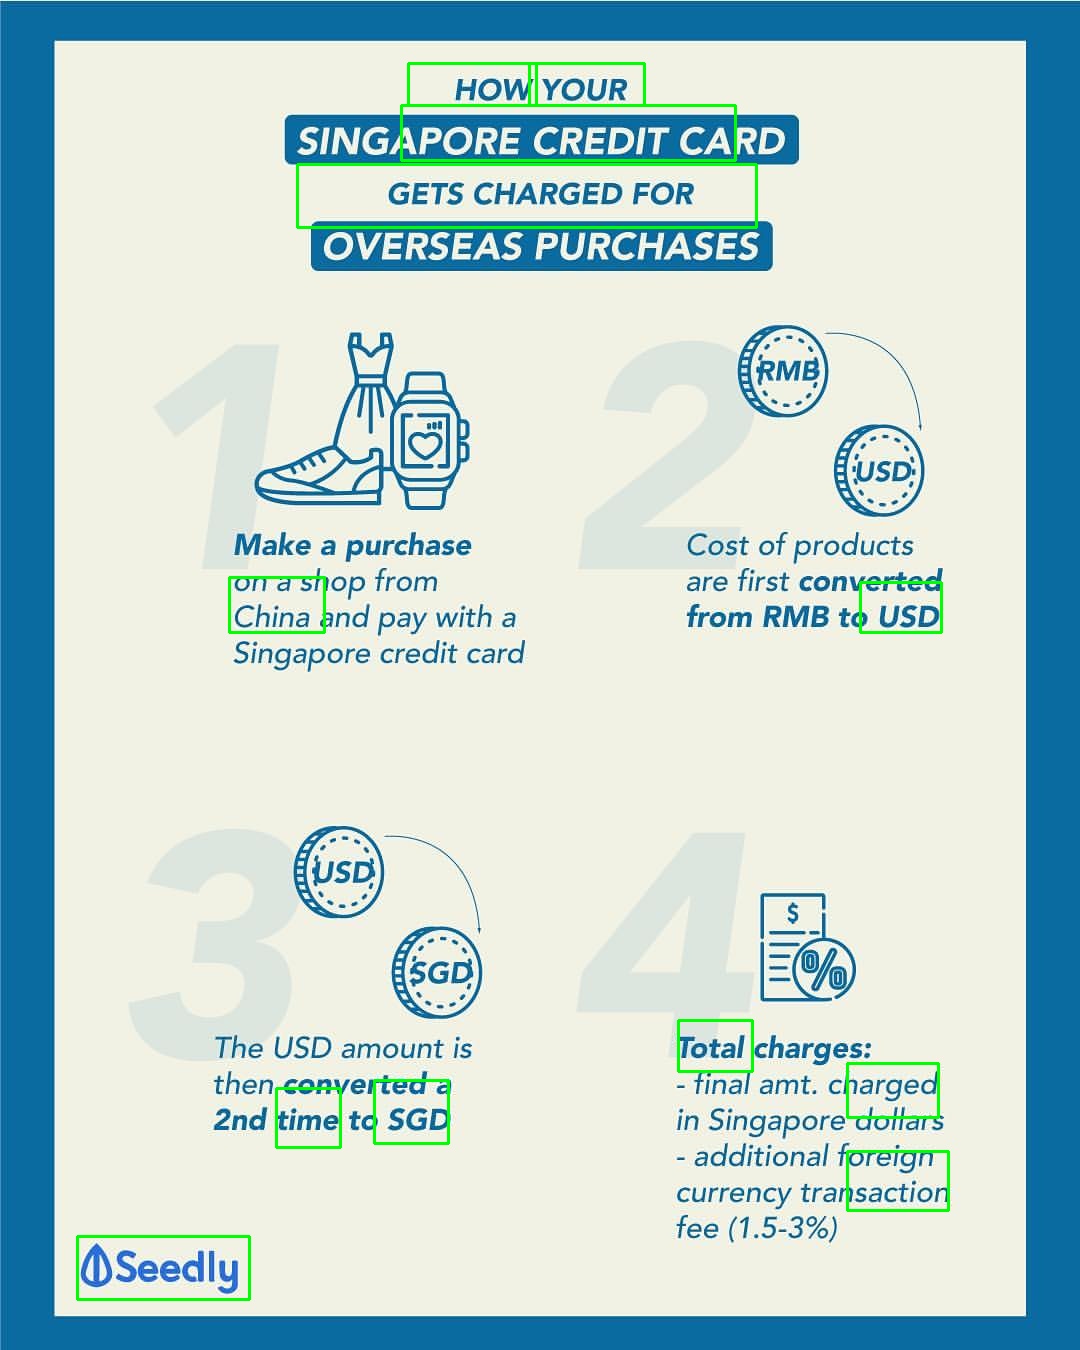 HOW YOUR
SINGAPORE CREDIT CARD
GETS CHARGED FOR
OVERSEAS PURCHASES
1
Make a purchase
on a shop from
China and pay with a
Singapore credit card
2
RMB
USD
Cost of products
are first converted
from RMB to USD
3
USD
SGD
The USD amount is
then converted a
2nd time to SGD
4
$
%
Total charges:
- final amt. charged
in Singapore dollars
- additional foreign
currency transaction
fee (1.5-3%)
Seedly